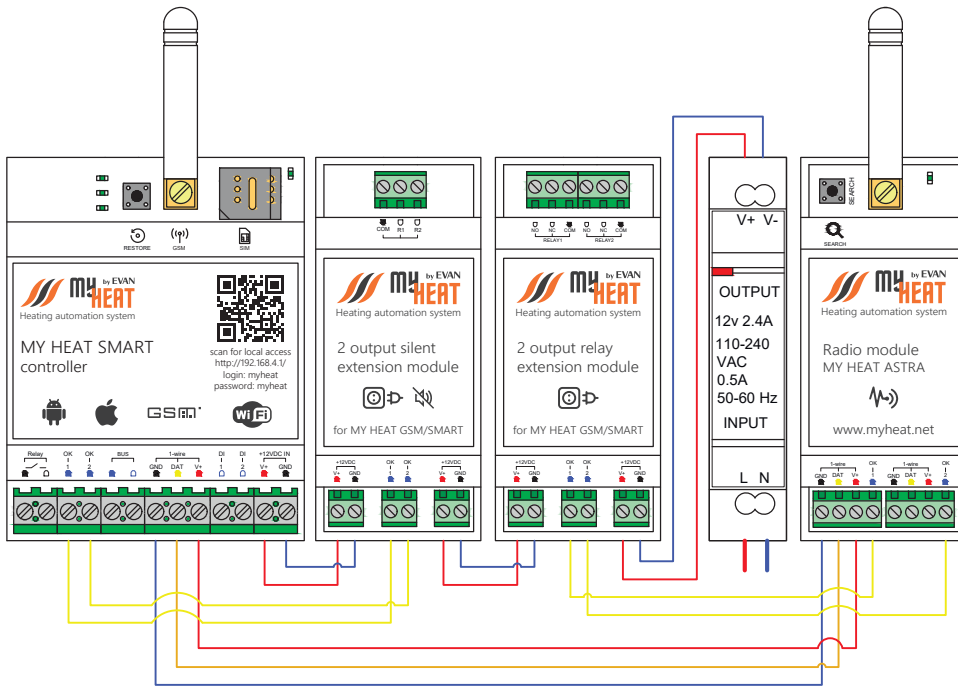 RESTORE
GSM
SIM
MY HEAT
by EVAN
Heating automation system
MY HEAT SMART
controller
scan for local access
http://192.168.4.1/
login: myheat
password: myheat
GSM
WiFi
Relay
OK
1
OK
2
BUS
1-wire
GND DAT V+
DI
1
DI
2
+12VDC IN
V+ GND
COM R1 R2
MY HEAT
by EVAN
Heating automation system
2 output silent
extension module
for MY HEAT GSM/SMART
+12VDC
V+ GND
OK
1
OK
2
+12VDC
V+ GND
NO NC COM NO NC COM
RELAY1 RELAY2
MY HEAT
by EVAN
Heating automation system
2 output relay
extension module
for MY HEAT GSM/SMART
+12VDC
V+ GND
OK
1
OK
2
+12VDC
V+ GND
V+ V-
OUTPUT
12v 2.4A
110-240
VAC
0.5A
50-60 Hz
INPUT
L N
SEARCH
SEARCH
MY HEAT
by EVAN
Heating automation system
Radio module
MY HEAT ASTRA
www.myheat.net
1-wire
GND DAT V+
OK
1
1-wire
GND DAT V+
OK
2